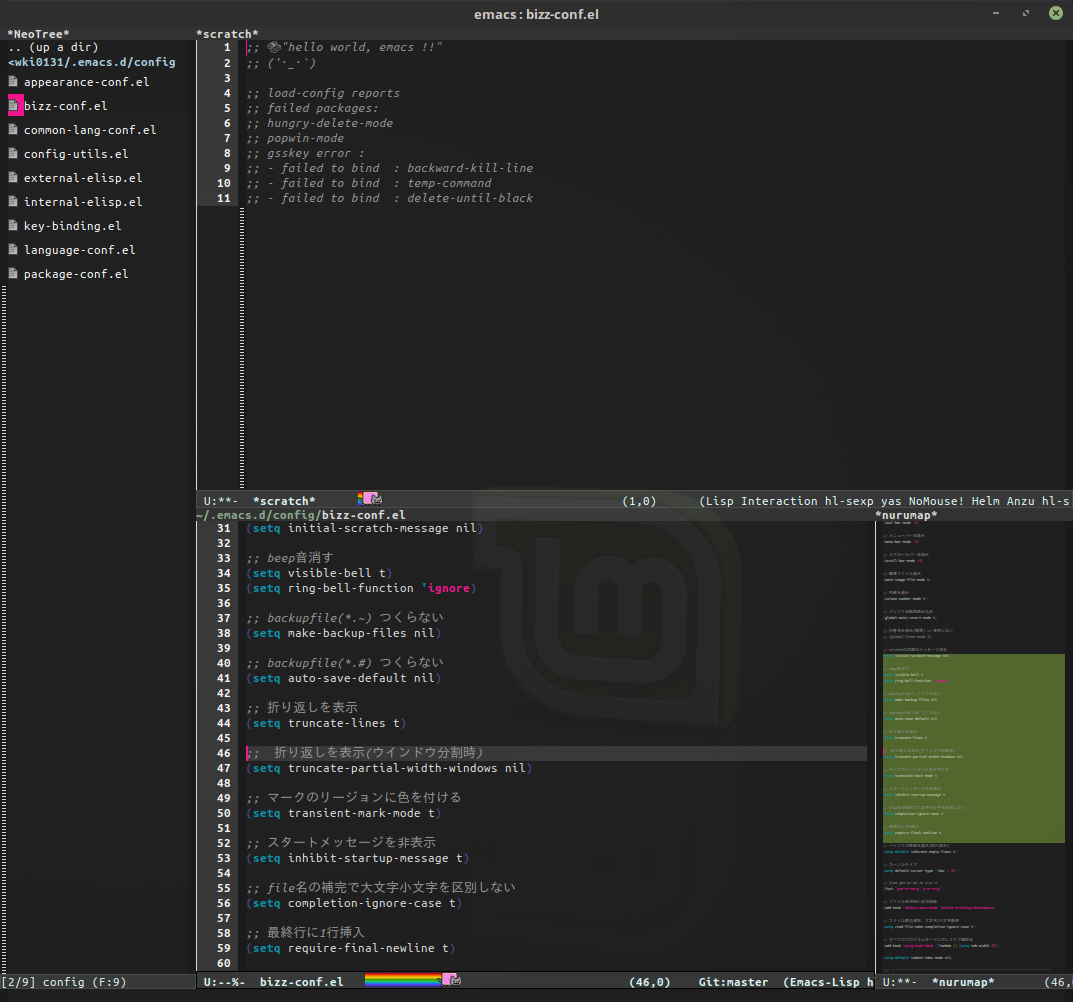 emacs: bizz-conf.el
*NeoTree*
.. (up a dir)
<wki0131/.emacs.d/config
appearance-conf.el
bizz-conf.el
common-lang-conf.el
config-utils.el
external-elisp.el
internal-elisp.el
key-binding.el
language-conf.el
package-conf.el
[2/9] config (F:9)
*scratch*
1 ;; "hello world, emacs !!"
2 ;; (´･_･`)
3
4 ;; load-config reports
5 ;; failed packages:
6 ;; hungry-delete-mode
7 ;; popwin-mode
8 ;; gsskey error :
9 ;; - failed to bind  : backward-kill-line
10 ;; - failed to bind  : temp-command
11 ;; - failed to bind  : delete-until-black
U:**-  *scratch*  (1,0)  (Lisp Interaction hl-sexp yas NoMouse! Helm Anzu hl-s
~/.emacs.d/config/bizz-conf.el
31 (setq initial-scratch-message nil)
32
33 ;; beep音消す
34 (setq visible-bell t)
35 (setq ring-bell-function 'ignore)
36
37 ;; backupfile(*.~) つくらない
38 (setq make-backup-files nil)
39
40 ;; backupfile(*.#) つくらない
41 (setq auto-save-default nil)
42
43 ;; 折り返しを表示
44 (setq truncate-lines t)
45
46 ;;  折り返しを表示(ウインドウ分割時)
47 (setq truncate-partial-width-windows nil)
48
49 ;; マークのリージョンに色を付ける
50 (setq transient-mark-mode t)
51
52 ;; スタートメッセージを非表示
53 (setq inhibit-startup-message t)
54
55 ;; file名の補完で大文字小文字を区別しない
56 (setq completion-ignore-case t)
57
58 ;; 最終行に1行挿入
59 (setq require-final-newline t)
60
U:--%-  bizz-conf.el  (46,0)  Git:master  (Emacs-Lisp h
*nurumap*
U:**-  *nurumap*  (46,